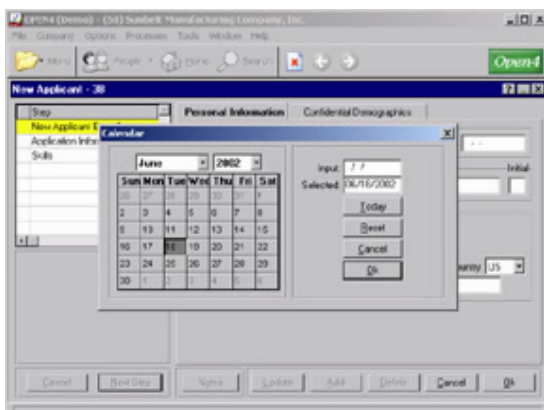 OPEN4 (Demo) - (50) Sunbelt Manufacturing Company, Inc.
File Company Options Processes Tools Window Help
Menu People Home Search Open4
New Applicant - 38
Step
Personal Information Confidential Demographics
New Applicant
Application Infor
Skills
Calendar
June 2002
Sun Mon Tue Wed Thu Fri Sat
26 27 28 29 30 31 1
2 3 4 5 6 7 8
9 10 11 12 13 14 15
16 17 18 19 20 21 22
23 24 25 26 27 28 29
30 1 2 3 4 5 6
Input: / /
Selected:
Today
Reset
Cancel
Ok
Initial
US
Cancel Next Step Notes Update Add Delete Cancel Ok